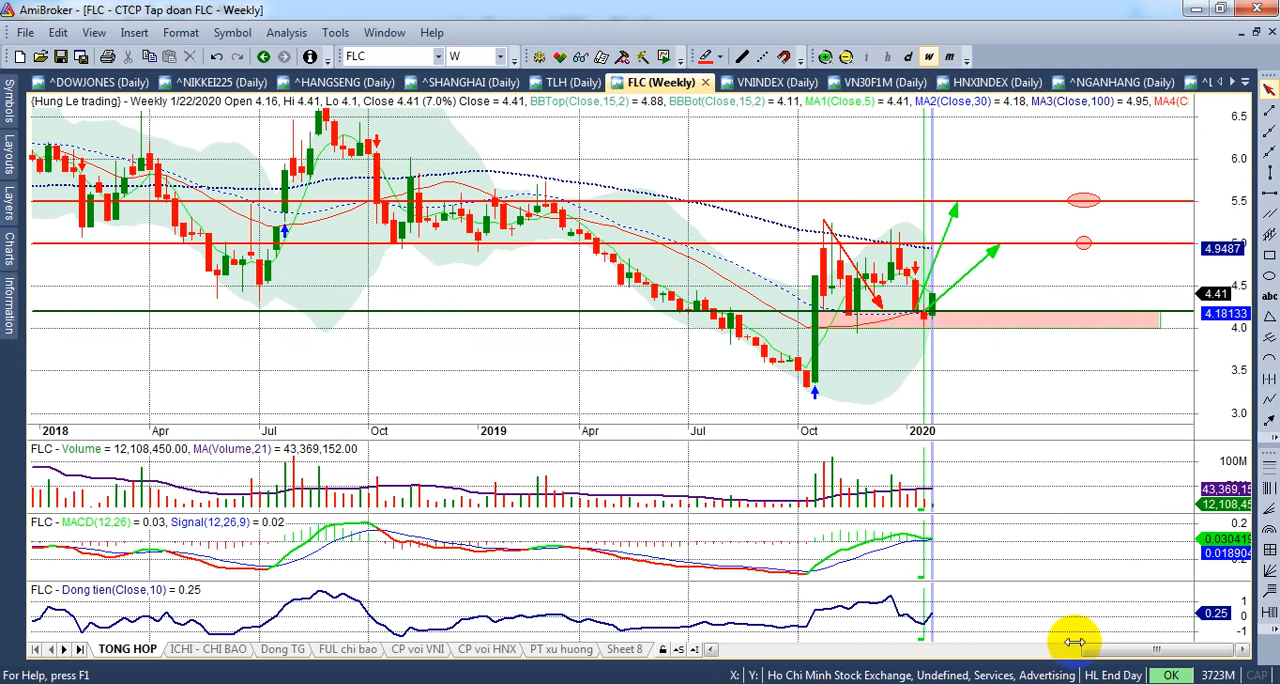 AmiBroker - [FLC - CTCP Tap doan FLC - Weekly]
File Edit View Insert Format Symbol Analysis Tools Window Help
FLC W i h d w m
^DOWJONES (Daily) ^NIKKEI225 (Daily) ^HANGSENG (Daily) ^SHANGHAI (Daily) TLH (Daily) FLC (Weekly) VNINDEX (Daily) VN30F1M (Daily) HNXINDEX (Daily) ^NGANHANG (Daily)
Symbols
Layouts
Layers
Charts
Information
{Hung Le trading} - Weekly 1/22/2020 Open 4.16, Hi 4.41, Lo 4.1, Close 4.41 (7.0%) Close = 4.41, BBTop(Close,15,2) = 4.88, BBBot(Close,15,2) = 4.11, MA1(Close,5) = 4.41, MA2(Close,30) = 4.18, MA3(Close,100) = 4.95, MA4(C
6.5
6.0
5.5
4.9487
4.5
4.41
4.18133
4.0
3.5
3.0
abc
2018 Apr Jul Oct 2019 Apr Jul Oct 2020
FLC - Volume = 12,108,450.00, MA(Volume,21) = 43,369,152.00
100M
43,369,15
12,108,45
FLC - MACD(12,26) = 0.03, Signal(12,26,9) = 0.02
0.2
0.030419
0.018904
FLC - Dong tien(Close,10) = 0.25
1
0.25
-1
TONG HOP ICHI - CHI BAO Dong TG FUL chi b CP voi VNI CP voi HNX PT xu huong Sheet 8
For Help, press F1 X: Y: Ho Chi Minh Stock Exchange, Undefined, Services, Advertising HL End Day OK 3723M CAP